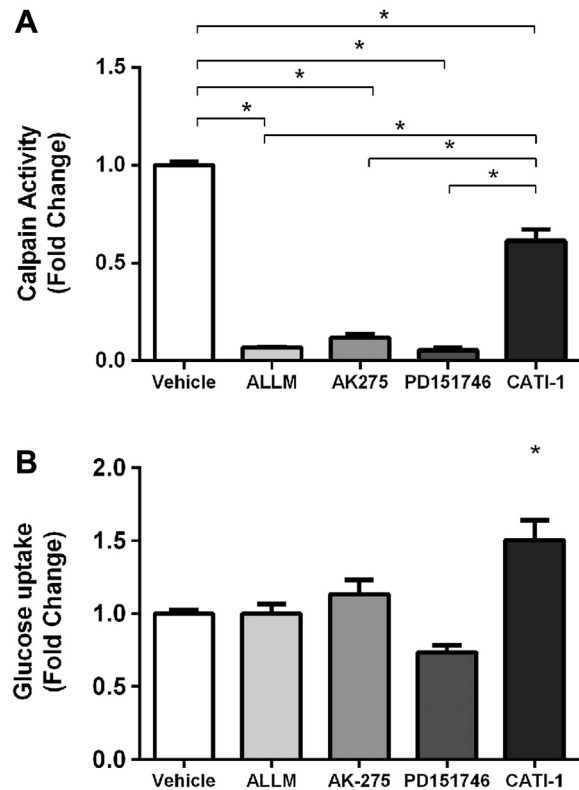 A
*
*
*
*
*
*
*
Calpain Activity
(Fold Change)
1.5
1.0
0.5
0.0
Vehicle ALLM AK275 PD151746 CATI-1
B
*
Glucose uptake
(Fold Change)
2.0
1.5
1.0
0.5
0.0
Vehicle ALLM AK-275 PD151746 CATI-1